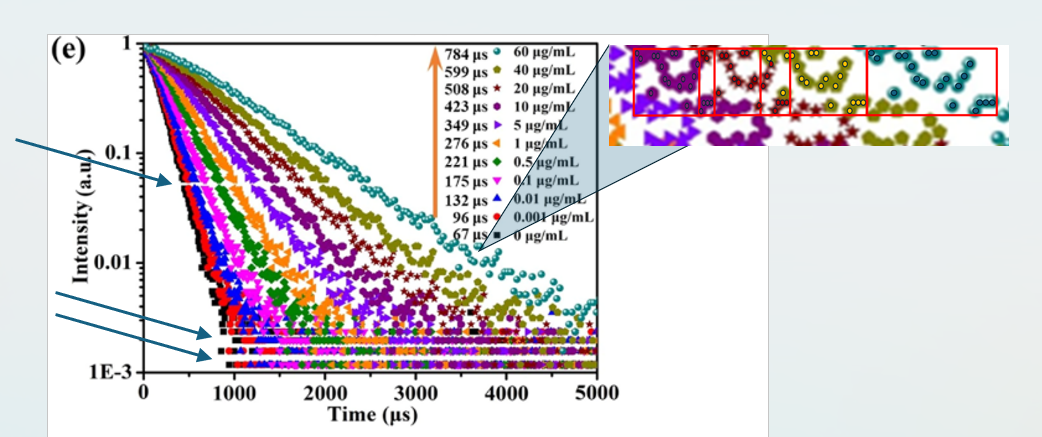 (e)
Intensity (a.u.)
1
0.1
0.01
1E-3
784 μs 60 μg/mL
599 μs 40 μg/mL
508 μs 20 μg/mL
423 μs 10 μg/mL
349 μs 5 μg/mL
276 μs 1 μg/mL
221 μs 0.5 μg/mL
175 μs 0.1 μg/mL
132 μs 0.01 μg/mL
96 μs 0.001 μg/mL
67 μs 0 μg/mL
0 1000 2000 3000 4000 5000
Time (μs)